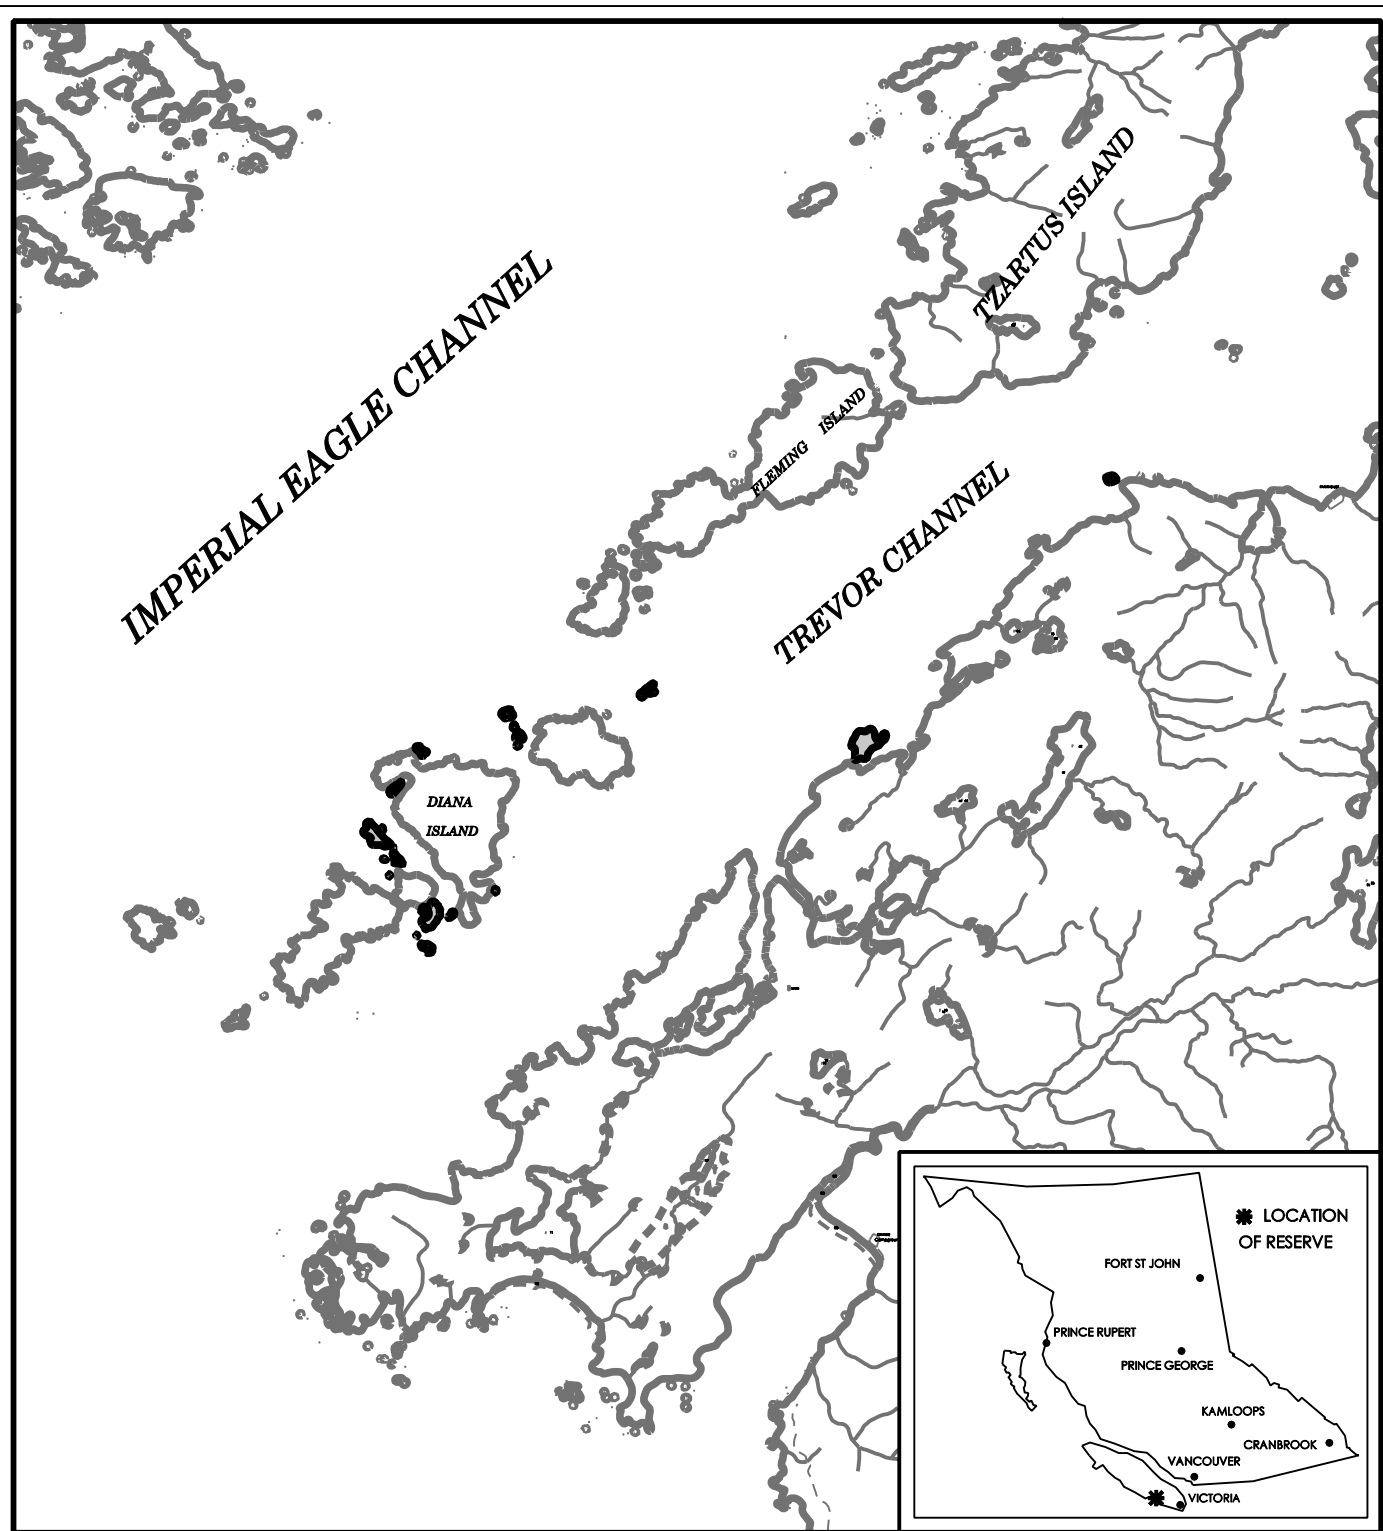 TZARTUS ISLAND
IMPERIAL EAGLE CHANNEL
FLEMING ISLAND
TREVOR CHANNEL
DIANA
ISLAND
LOCATION
OF RESERVE
FORT ST JOHN
PRINCE RUPERT
PRINCE GEORGE
KAMLOOPS
CRANBROOK
VANCOUVER
VICTORIA